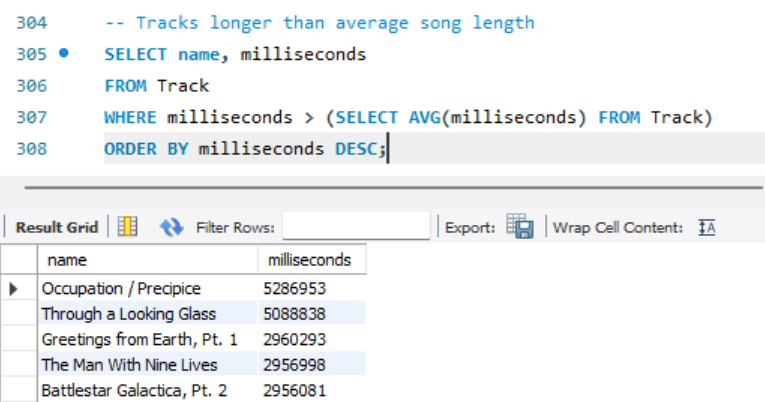 304 -- Tracks longer than average song length
305 SELECT name, milliseconds
306 FROM Track
307 WHERE milliseconds > (SELECT AVG(milliseconds) FROM Track)
308 ORDER BY milliseconds DESC;
Result Grid Filter Rows: Export: Wrap Cell Content: IA
name milliseconds
Occupation / Precipice 5286953
Through a Looking Glass 5088838
Greetings from Earth, Pt. 1 2960293
The Man With Nine Lives 2956998
Battlestar Galactica, Pt. 2 2956081